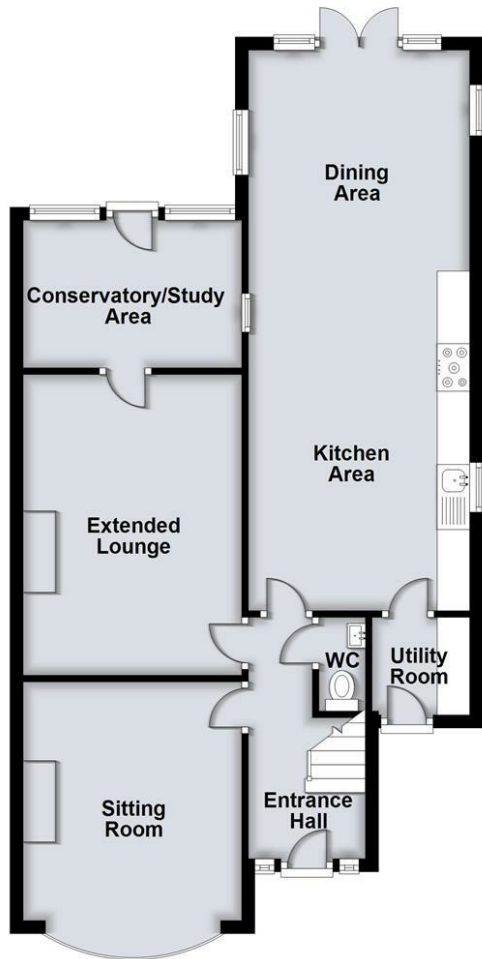 Dining
Area
Conservatory/Study
Area
Kitchen
Area
Extended
Lounge
WC
Utility
Room
Sitting
Room
Entrance
Hall